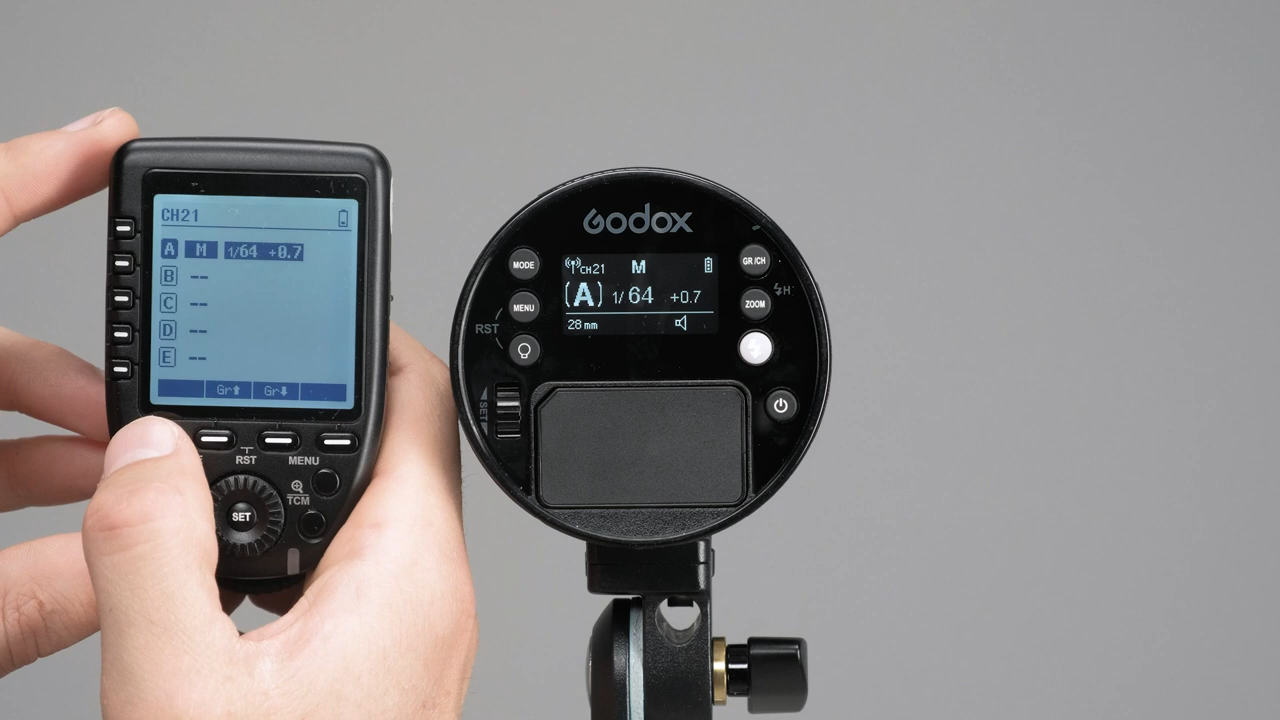 CH21
A M 1/64 +0.7
B --
C --
D --
E --
Gr⬆ Gr⬇
RST MENU
TCM
SET
Godox
MODE
MENU
RST
SET
CH21 M
(A) 1/64 +0.7
28 mm
GR/CH
ZOOM
H